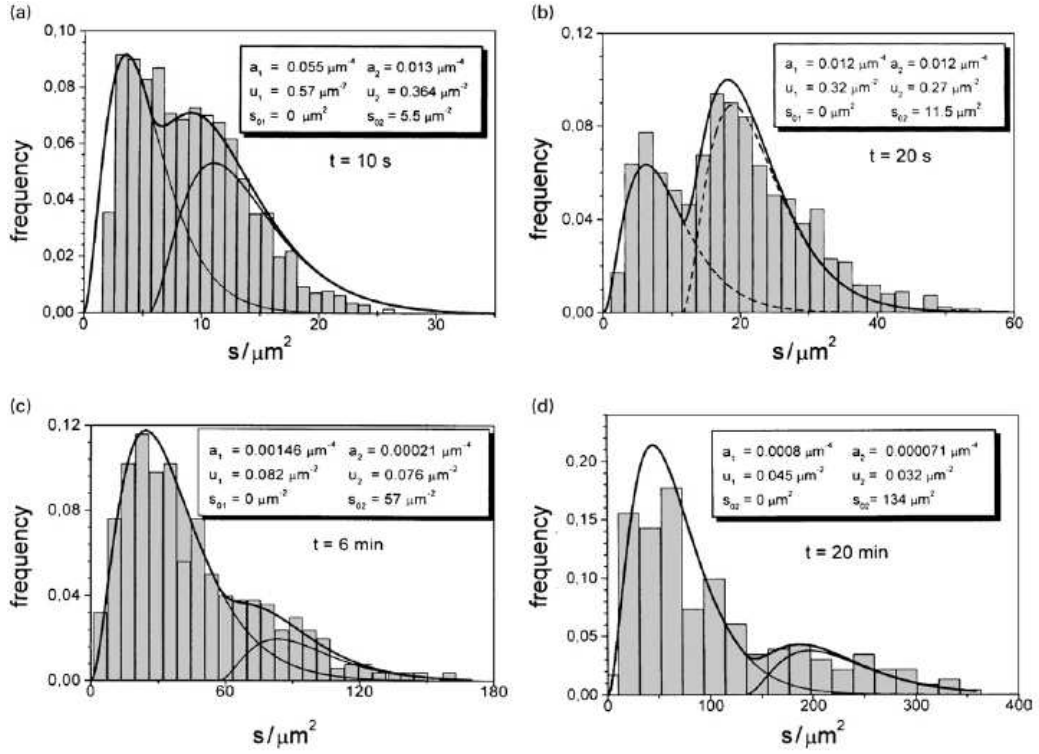 (a)
0,10
0,08
0,06
0,04
0,02
0,00
frequency
a₁ = 0.055 μm⁻⁴ a₂ = 0.013 μm⁻⁴
u₁ = 0.57 μm⁻² u₂ = 0.364 μm⁻²
s₀₁ = 0 μm² s₀₂ = 5.5 μm⁻²
t = 10 s
0 10 20 30
s/μm²
(b)
0,12
0,08
0,04
0,00
frequency
a₁ = 0.012 μm⁻⁴ a₂ = 0.012 μm⁻⁴
u₁ = 0.32 μm⁻² u₂ = 0.27 μm⁻²
s₀₁ = 0 μm² s₀₂ = 11.5 μm⁻²
t = 20 s
0 20 40 60
s/μm²
(c)
0,12
0,08
0,04
0,00
frequency
a₁ = 0.00146 μm⁻⁴ a₂ = 0.00021 μm⁻⁴
u₁ = 0.082 μm⁻² u₂ = 0.076 μm⁻²
s₀₁ = 0 μm⁻² s₀₂ = 57 μm⁻²
t = 6 min
0 60 120 180
s/μm²
(d)
0,20
0,15
0,10
0,05
0,00
frequency
a₁ = 0.0008 μm⁻⁴ a₂ = 0.000071 μm⁻⁴
u₁ = 0.045 μm⁻² u₂ = 0.032 μm⁻²
s₀₂ = 0 μm² s₀₂ = 134 μm²
t = 20 min
0 100 200 300 400
s/μm²